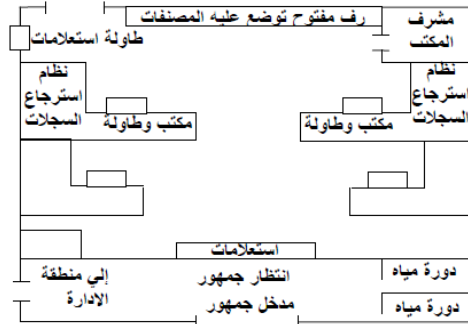 رف مفتوح توضع عليه المصنفات
مشرف
المكتب
طاولة استعلامات
نظام
استرجاع
السجلات
نظام
استرجاع
السجلات
مكتب وطاولة
مكتب وطاولة
استعلامات
إلي منطقة
الادارة
انتظار جمهور
مدخل جمهور
دورة مياه
دورة مياه